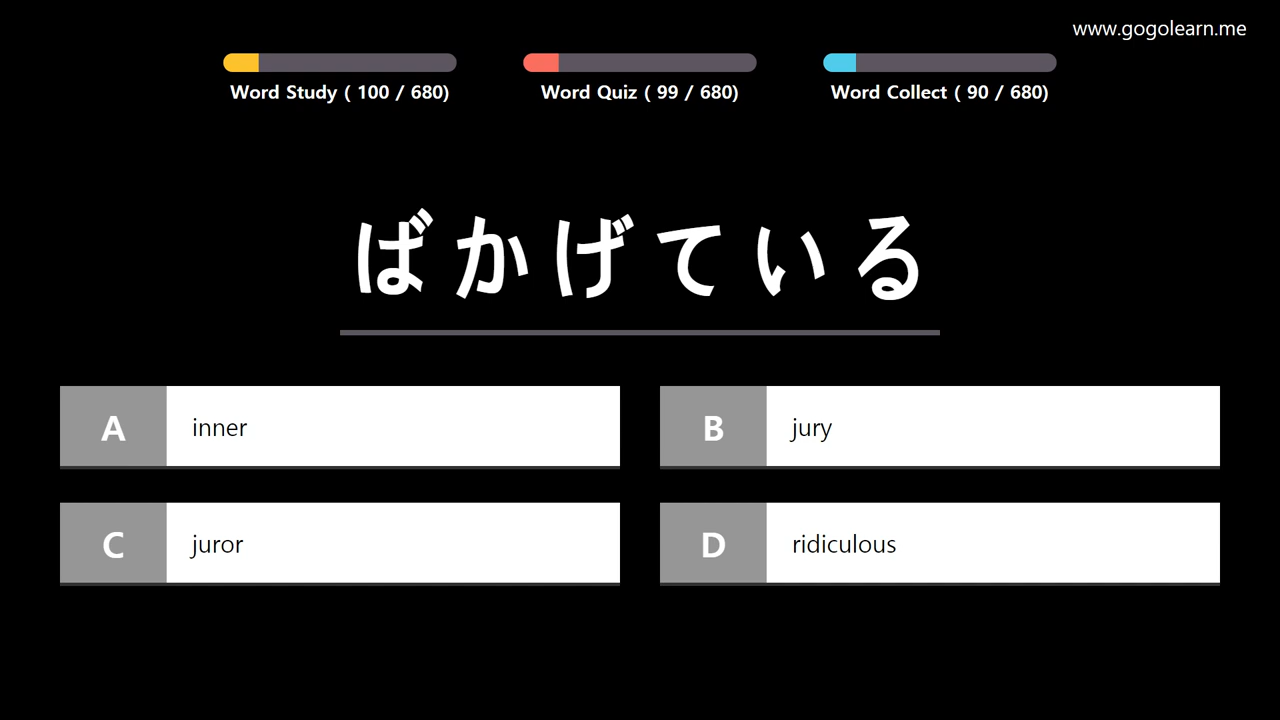 www.gogolearn.me
Word Study ( 100 / 680)
Word Quiz ( 99 / 680)
Word Collect ( 90 / 680)
ばかげている
A inner
B jury
C juror
D ridiculous